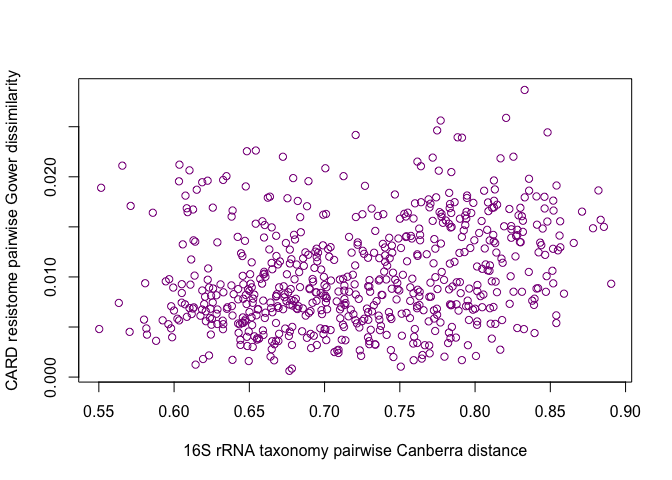 CARD resistome pairwise Gower dissimilarity
0.020
0.010
0.000
0.55 0.60 0.65 0.70 0.75 0.80 0.85 0.90
16S rRNA taxonomy pairwise Canberra distance